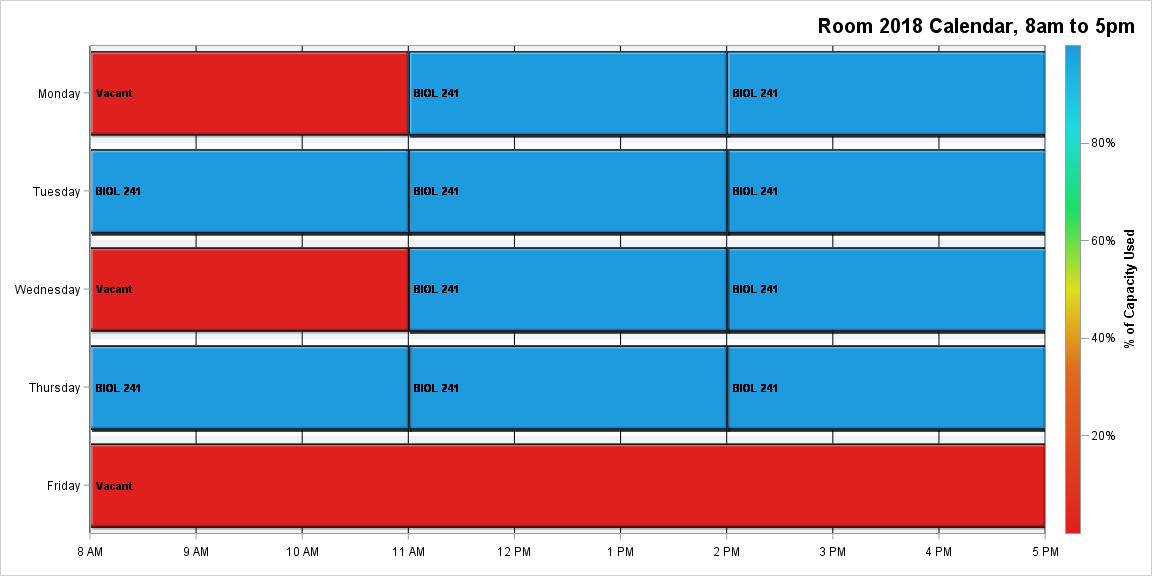 Room 2018 Calendar, 8am to 5pm
Monday
Vacant
BIOL 241
BIOL 241
Tuesday
BIOL 241
BIOL 241
BIOL 241
Wednesday
Vacant
BIOL 241
BIOL 241
Thursday
BIOL 241
BIOL 241
BIOL 241
Friday
Vacant
8 AM
9 AM
10 AM
11 AM
12 PM
1 PM
2 PM
3 PM
4 PM
5 PM
80%
60%
40%
20%
% of Capacity Used